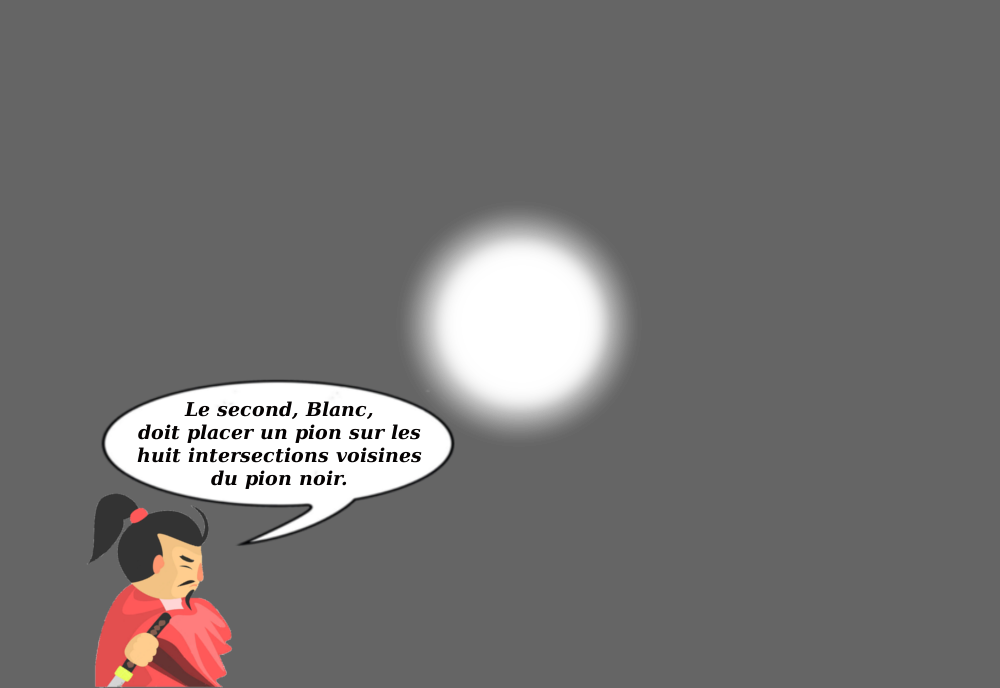 Le second, Blanc,
doit placer un pion sur les
huit intersections voisines
du pion noir.